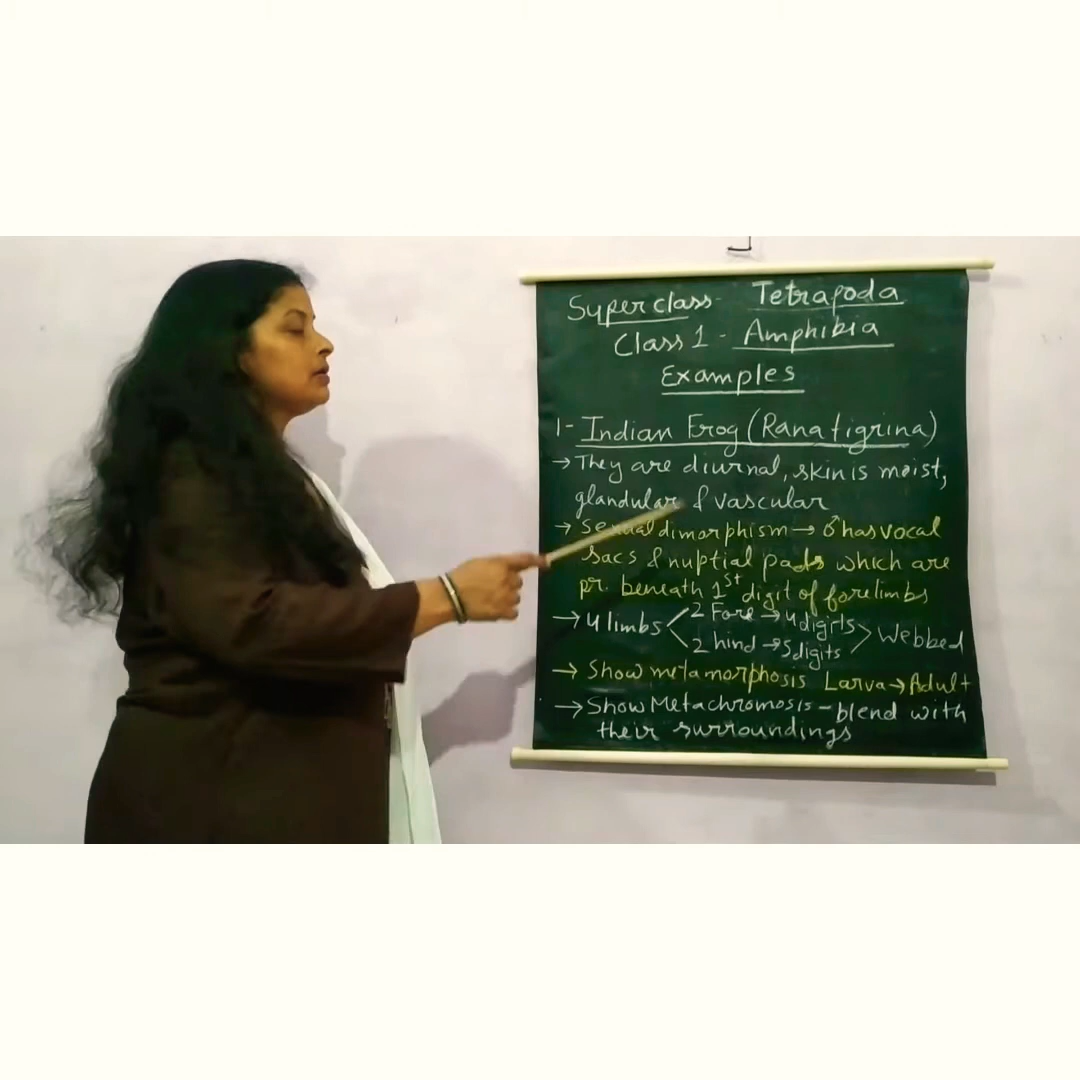 Superclass- Tetrapoda
Class 1 - Amphibia
Examples
1- Indian Frog (Rana tigrina)
→ They are diurnal, skin is moist,
glandular & vascular
→ Sexual dimorphism → ♂ has vocal
sacs & nuptial pads which are
pr. beneath 1st digit of forelimbs
→ 4 limbs < 2 Fore → 4 digits > Webbed
2 hind → 5 digits
→ Show metamorphosis Larva → Adult
→ Show Metachromosis - blend with
their surroundings